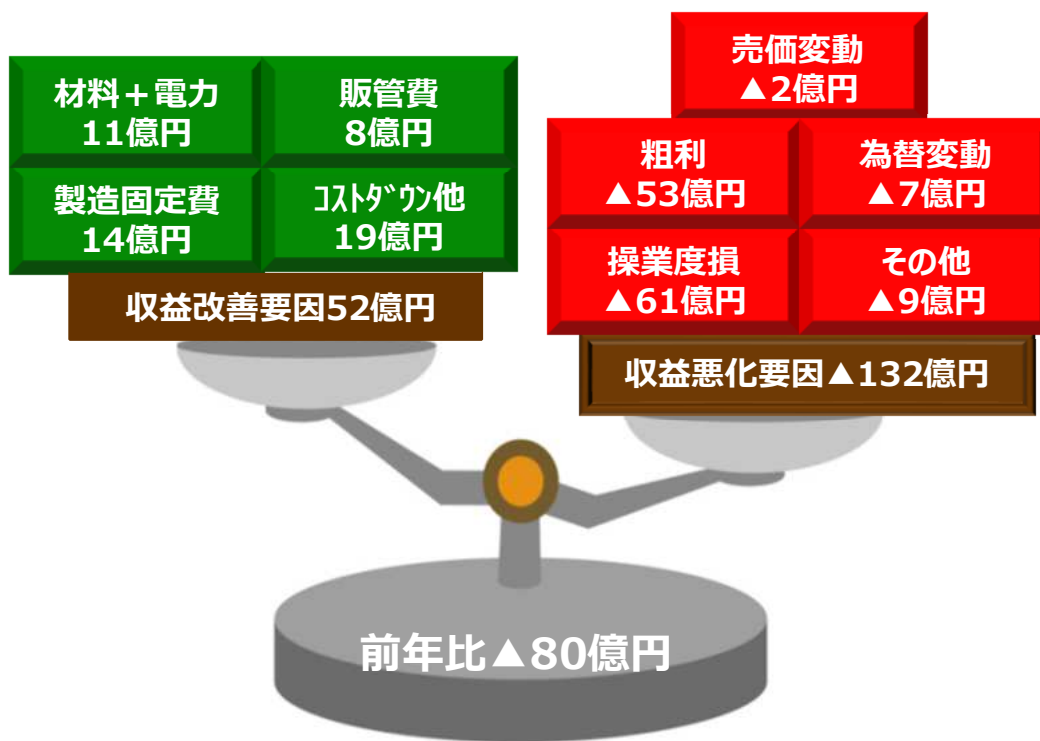 材料＋電力
11億円
販管費
8億円
製造固定費
14億円
ｺｽﾄﾀﾞｳﾝ他
19億円
収益改善要因52億円
売価変動
▲2億円
粗利
▲53億円
為替変動
▲7億円
操業度損
▲61億円
その他
▲9億円
収益悪化要因▲132億円
前年比▲80億円